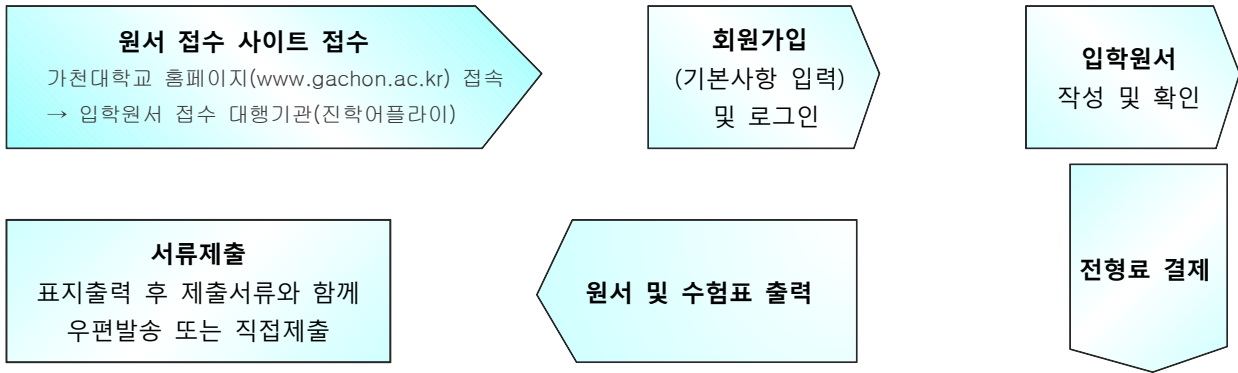 원서 접수 사이트 접수
가천대학교 홈페이지(www.gachon.ac.kr) 접속
→ 입학원서 접수 대행기관(진학어플라이)
회원가입
(기본사항 입력)
및 로그인
입학원서
작성 및 확인
전형료 결제
원서 및 수험표 출력
서류제출
표지출력 후 제출서류와 함께
우편발송 또는 직접제출